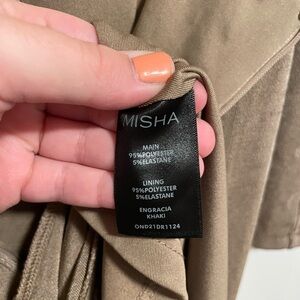 MISHA
MAIN
95%POLYESTER
5%ELASTANE
LINING
95%POLYESTER
5%ELASTANE
ENGRACIA
KHAKI
OND21DR1124